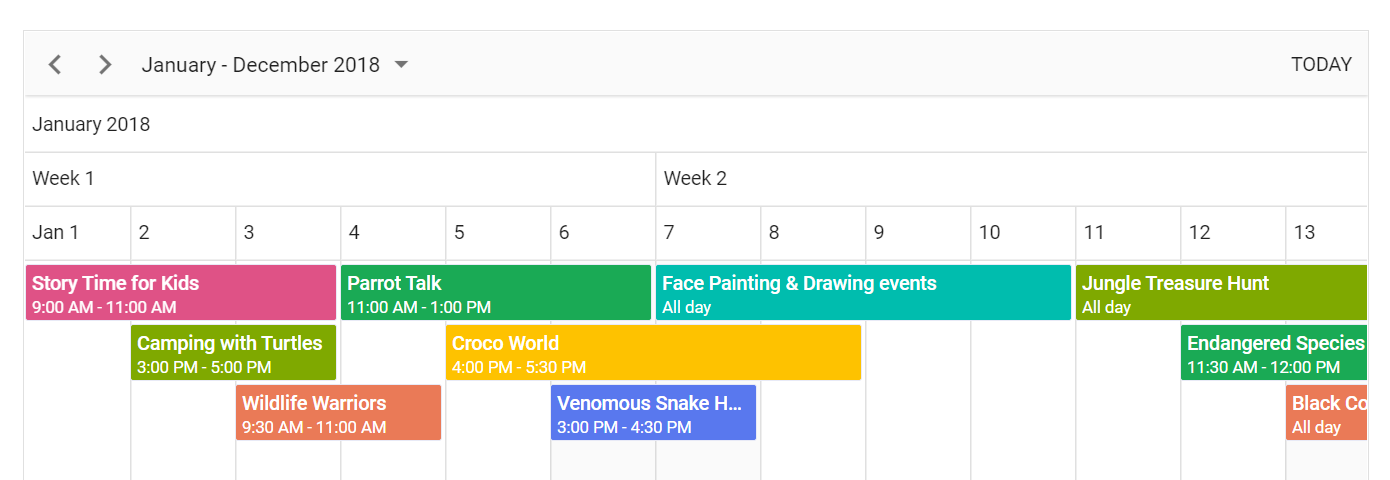 January - December 2018
TODAY
January 2018
Week 1
Week 2
Jan 1
2
3
4
5
6
7
8
9
10
11
12
13
Story Time for Kids
9:00 AM - 11:00 AM
Parrot Talk
11:00 AM - 1:00 PM
Face Painting & Drawing events
All day
Jungle Treasure Hunt
All day
Camping with Turtles
3:00 PM - 5:00 PM
Croco World
4:00 PM - 5:30 PM
Endangered Species
11:30 AM - 12:00 PM
Wildlife Warriors
9:30 AM - 11:00 AM
Venomous Snake H...
3:00 PM - 4:30 PM
Black Co
All day